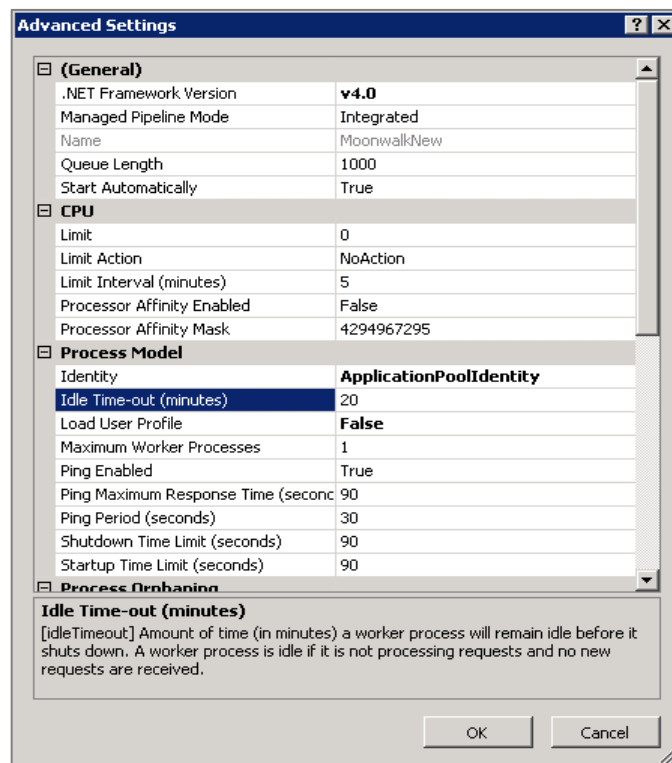 Advanced Settings
(General)
.NET Framework Version v4.0
Managed Pipeline Mode Integrated
Name MoonwalkNew
Queue Length 1000
Start Automatically True
CPU
Limit 0
Limit Action NoAction
Limit Interval (minutes) 5
Processor Affinity Enabled False
Processor Affinity Mask 4294967295
Process Model
Identity ApplicationPoolIdentity
Idle Time-out (minutes) 20
Load User Profile False
Maximum Worker Processes 1
Ping Enabled True
Ping Maximum Response Time (second 90
Ping Period (seconds) 30
Shutdown Time Limit (seconds) 90
Startup Time Limit (seconds) 90
Process Orphaning
Idle Time-out (minutes)
[idleTimeout] Amount of time (in minutes) a worker process will remain idle before it
shuts down. A worker process is idle if it is not processing requests and no new
requests are received.
OK Cancel